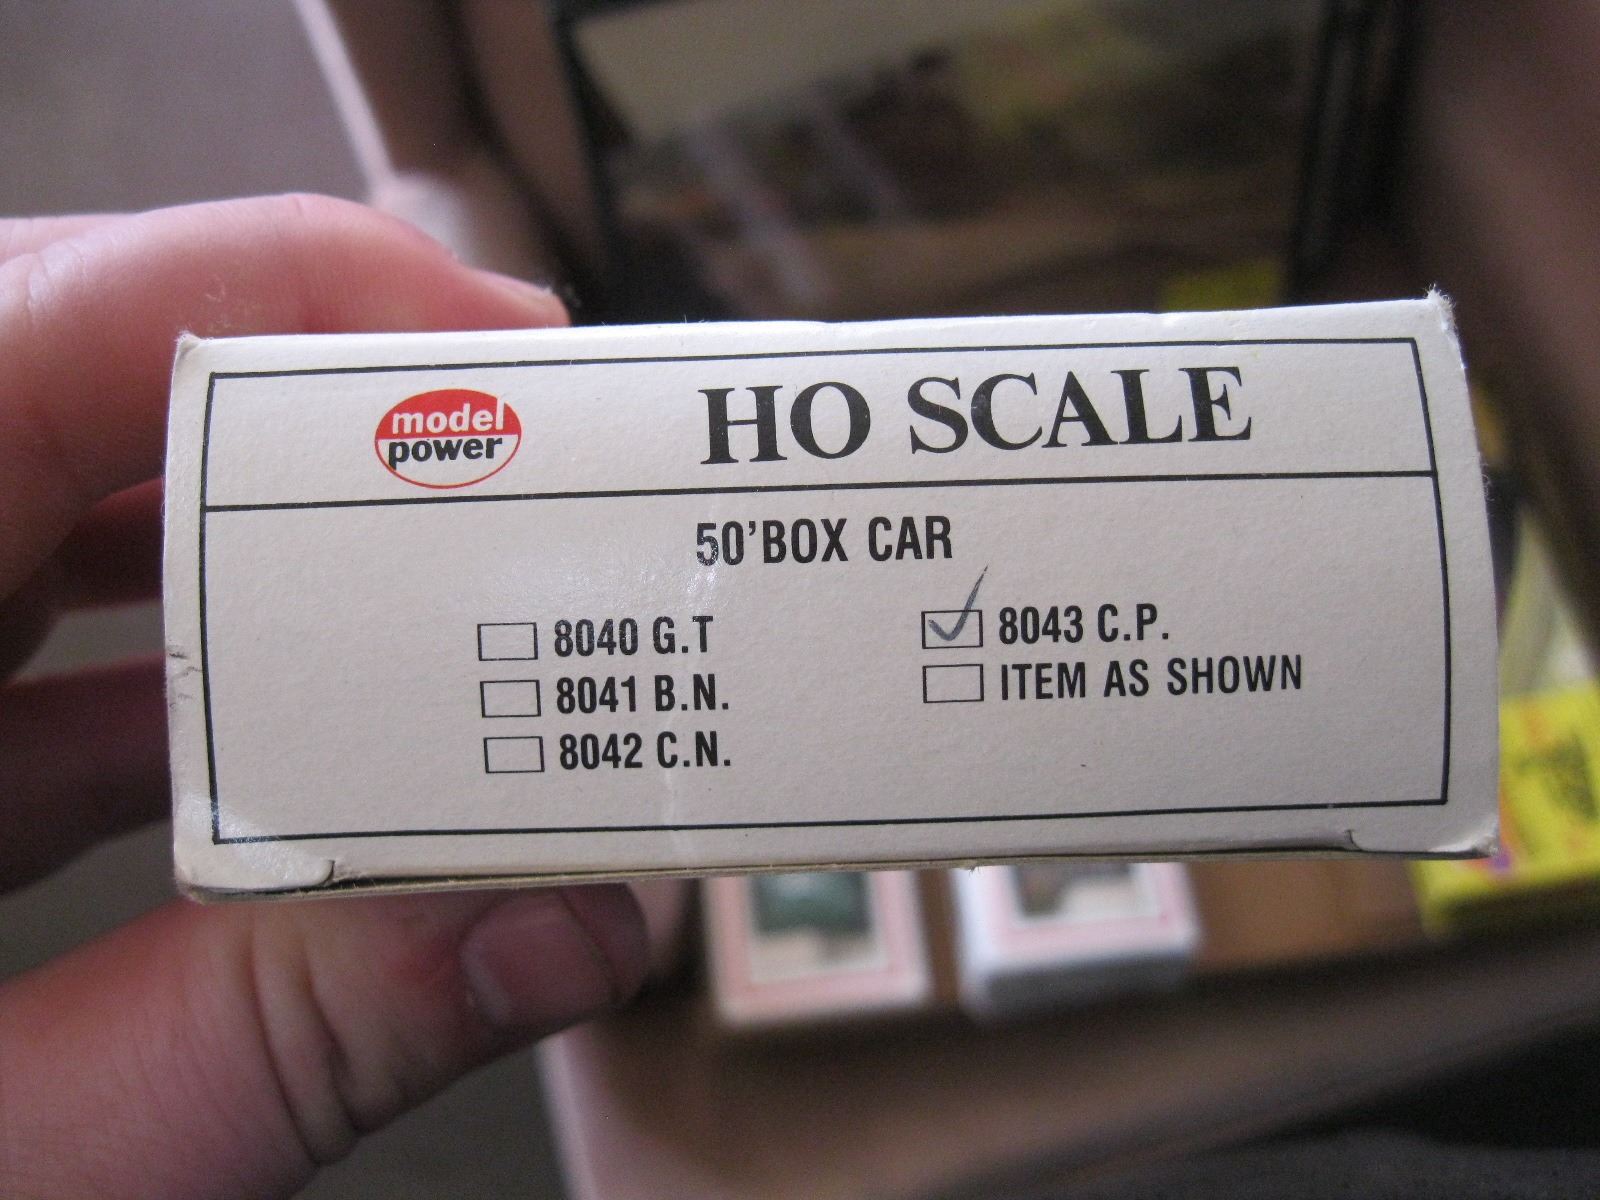 model
power
HO SCALE
50'BOX CAR
8040 G.T
8041 B.N.
8042 C.N.
8043 C.P.
ITEM AS SHOWN